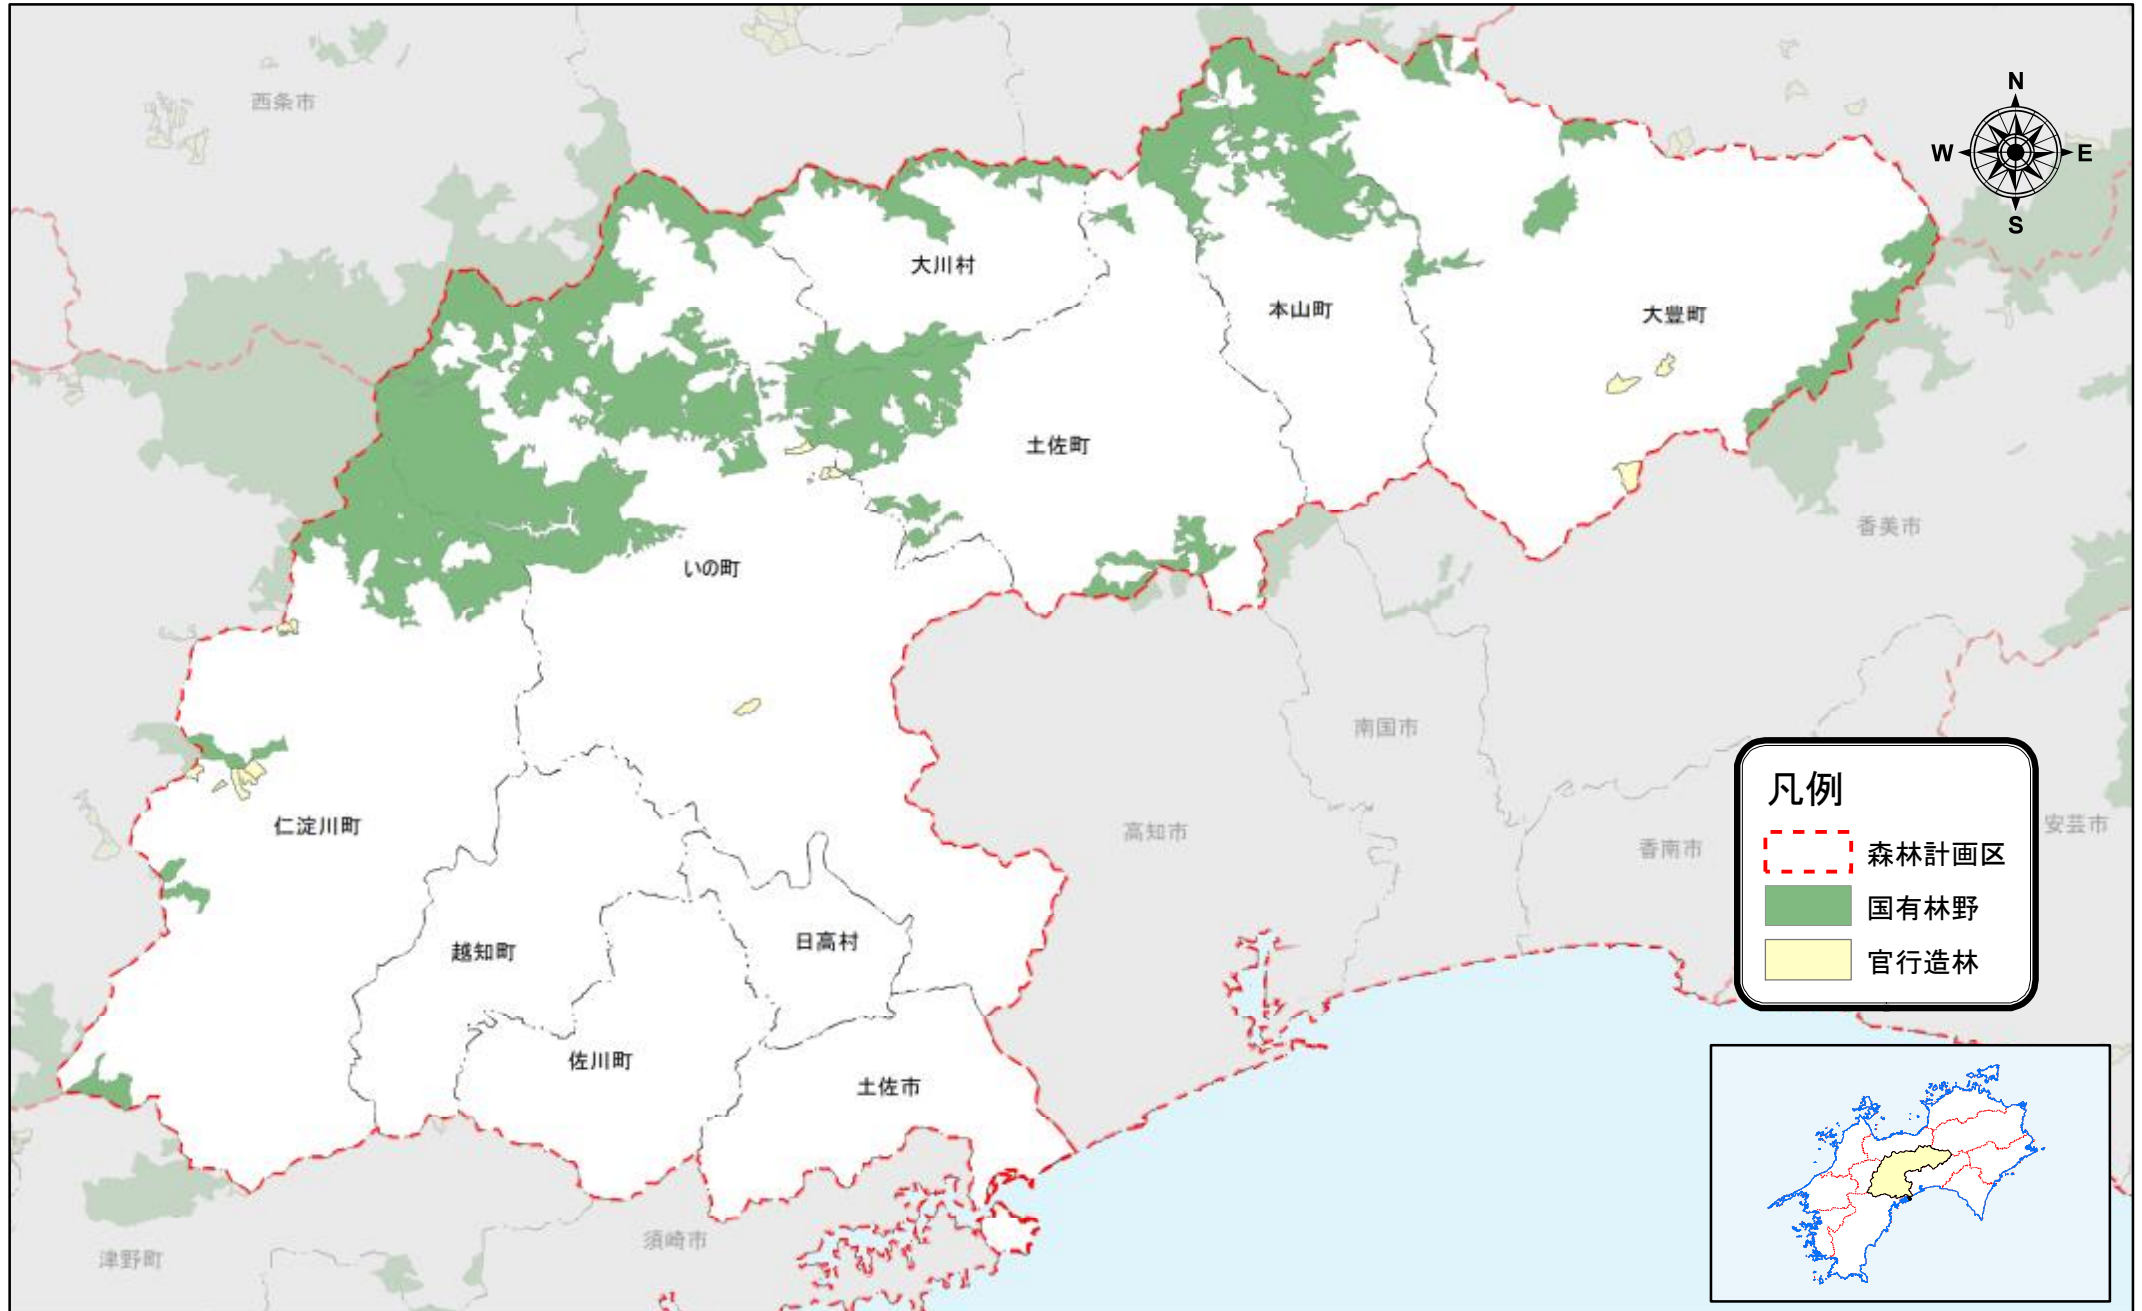 西条市
N
W
E
S
大川村
本山町
大豊町
土佐町
香美市
いの町
南国市
仁淀川町
高知市
香南市
安芸市
日高村
越知町
佐川町
土佐市
須崎市
津野町
凡例
森林計画区
国有林野
官行造林